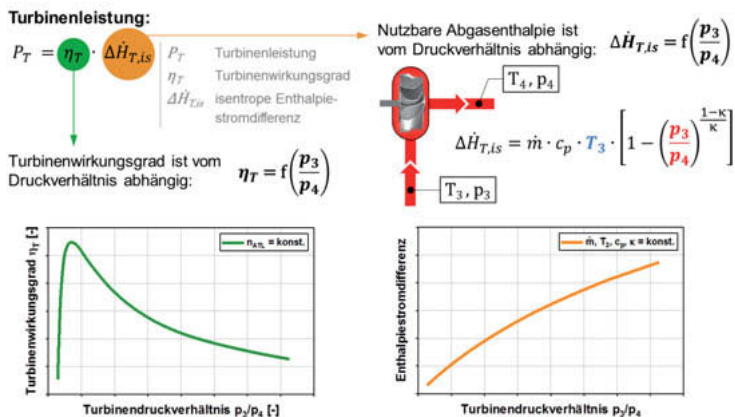 Turbinenleistung:
P_T = η_T · ΔḢ_T,is
P_T Turbinenleistung
η_T Turbinenwirkungsgrad
ΔḢ_T,is isentrope Enthalpie-
stromdifferenz
Turbinenwirkungsgrad ist vom
Druckverhältnis abhängig: η_T = f(p_3/p_4)
Nutzbare Abgasenthalpie ist
vom Druckverhältnis abhängig: ΔḢ_T,is = f(p_3/p_4)
T_4, p_4
ΔḢ_T,is = ṁ · c_p · T_3 · [1 − (p_3/p_4)^((1−κ)/κ)]
T_3, p_3
Turbinenwirkungsgrad η_T [-]
n_ATL = konst.
Turbinendruckverhältnis p_3/p_4 [-]
Enthalpiestromdifferenz
ṁ, T_3, c_p, κ = konst.
Turbinendruckverhältnis p_3/p_4